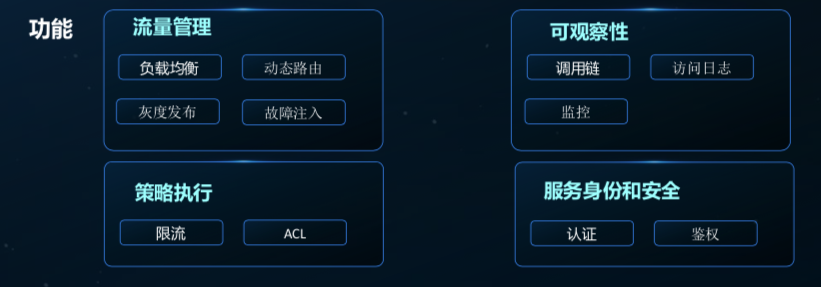 功能
流量管理
负载均衡
动态路由
灰度发布
故障注入
可观察性
调用链
访问日志
监控
策略执行
限流
ACL
服务身份和安全
认证
鉴权